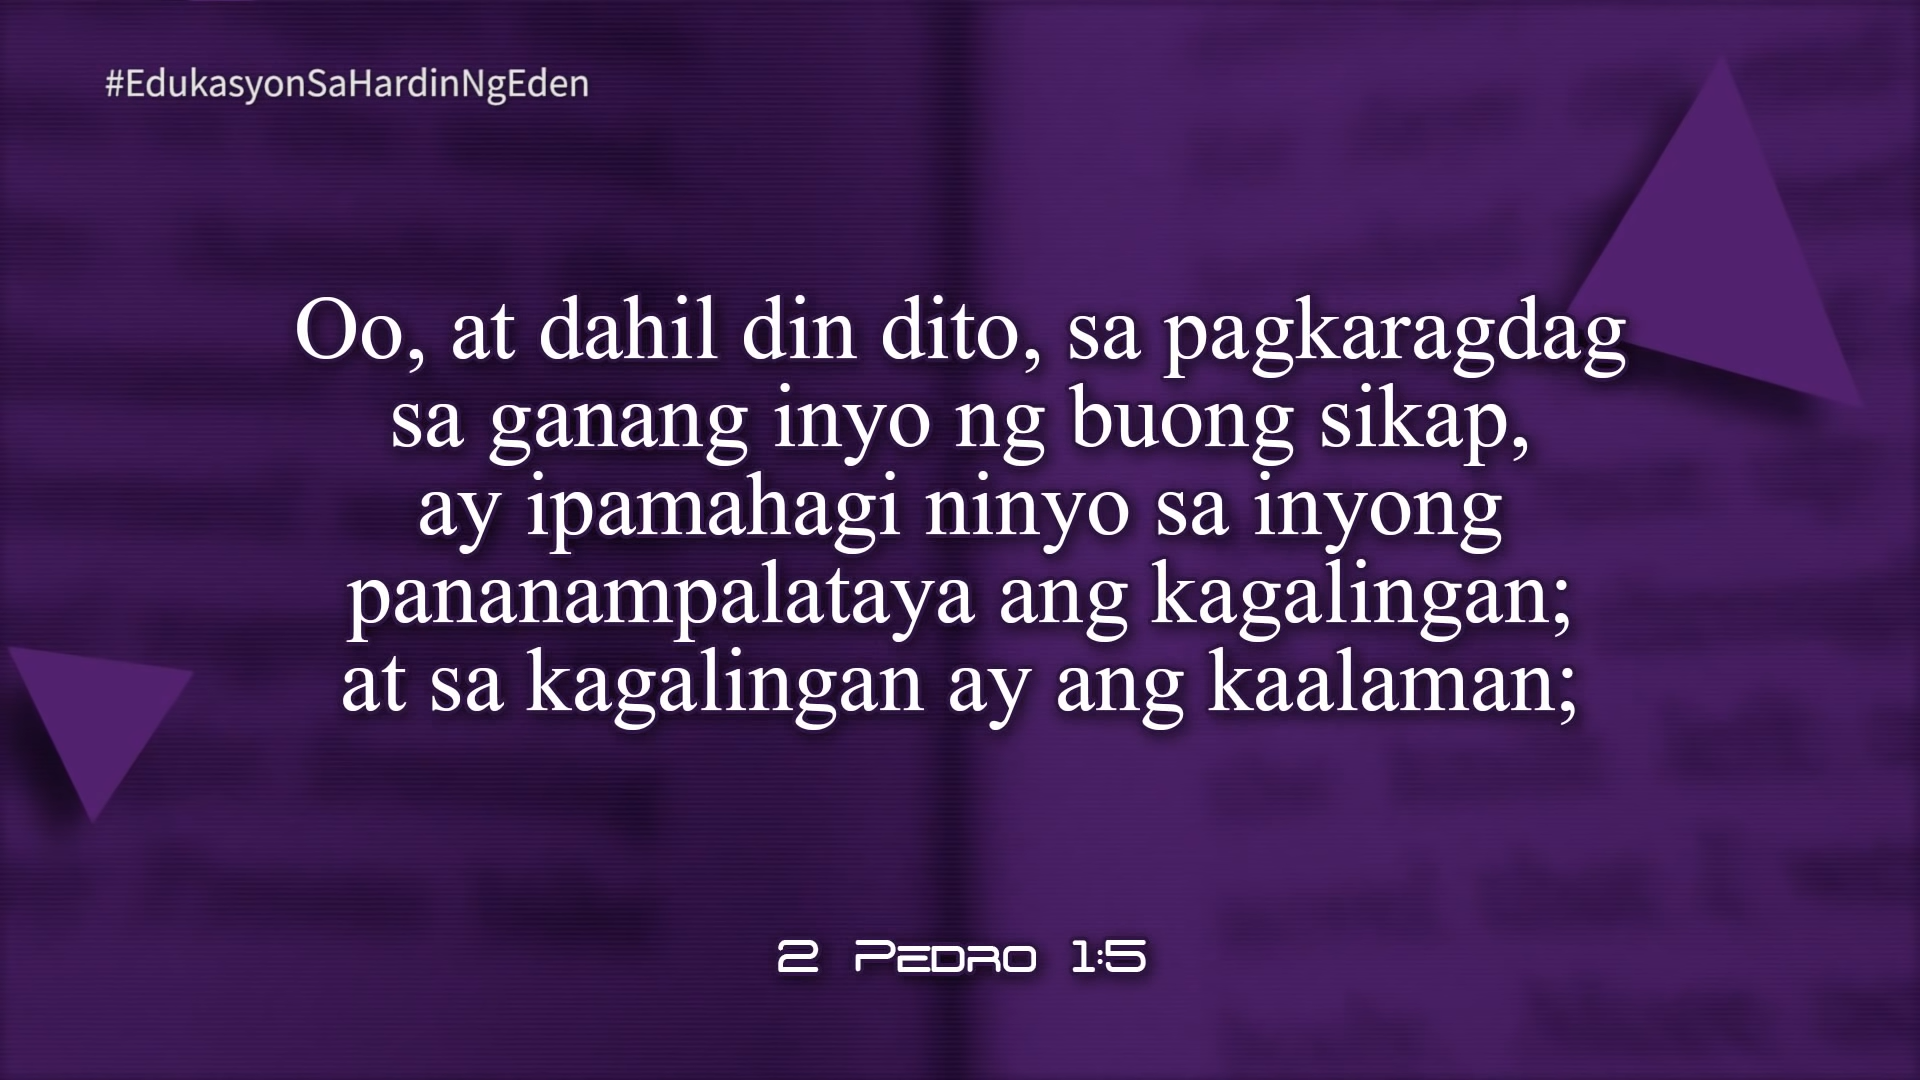 #EdukasyonSaHardinNgEden
Oo, at dahil din dito, sa pagkaragdag
sa ganang inyo ng buong sikap,
ay ipamahagi ninyo sa inyong
pananampalataya ang kagalingan;
at sa kagalingan ay ang kaalaman;
2 Pedro 1:5